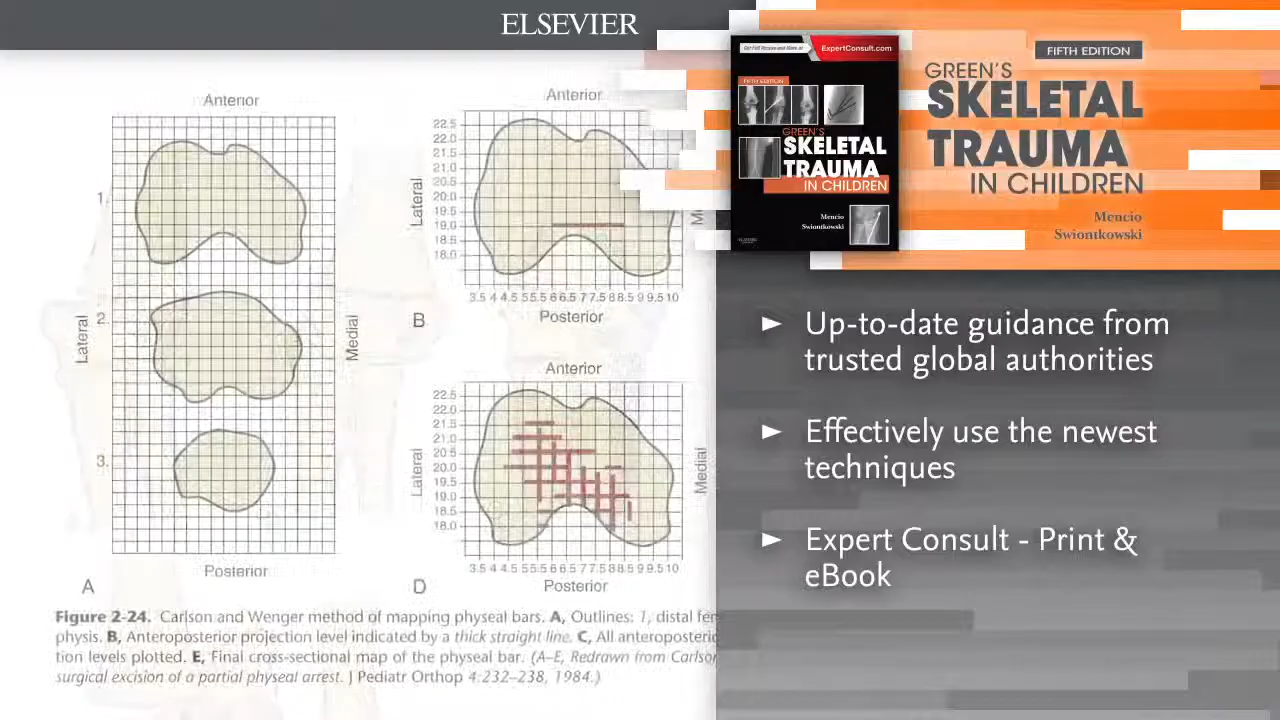 ELSEVIER
Anterior
1.
2.
3.
Lateral
Medial
Posterior
A
Anterior
22.5
22.0
21.5
21.0
20.5
20.0
19.5
19.0
18.5
18.0
Lateral
3.5 4 4.5 5 5.5 6 6.5 7 7.5 8 8.5 9 9.5 10
B
Posterior
Anterior
22.5
22.0
21.5
21.0
20.5
20.0
19.5
19.0
18.5
18.0
Lateral
Medial
3.5 4 4.5 5 5.5 6 6.5 7 7.5 8 8.5 9 9.5 10
D
Posterior
Figure 2-24. Carlson and Wenger method of mapping physeal bars. A, Outlines: 1, distal
physis. B, Anteroposterior projection level indicated by a thick straight line. C, All
tion levels plotted. E, Final cross-sectional map of the physeal bar. (A–E, Redrawn from
surgical excision of a partial physeal arrest. J Pediatr Orthop 4:232–238, 1984.)
ExpertConsult.com
FIFTH EDITION
GREEN'S
SKELETAL
TRAUMA
IN CHILDREN
Mencio
Swiontkowski
ELSEVIER
FIFTH EDITION
GREEN'S
SKELETAL
TRAUMA
IN CHILDREN
Mencio
Swiontkowski
► Up-to-date guidance from
trusted global authorities
► Effectively use the newest
techniques
► Expert Consult - Print &
eBook